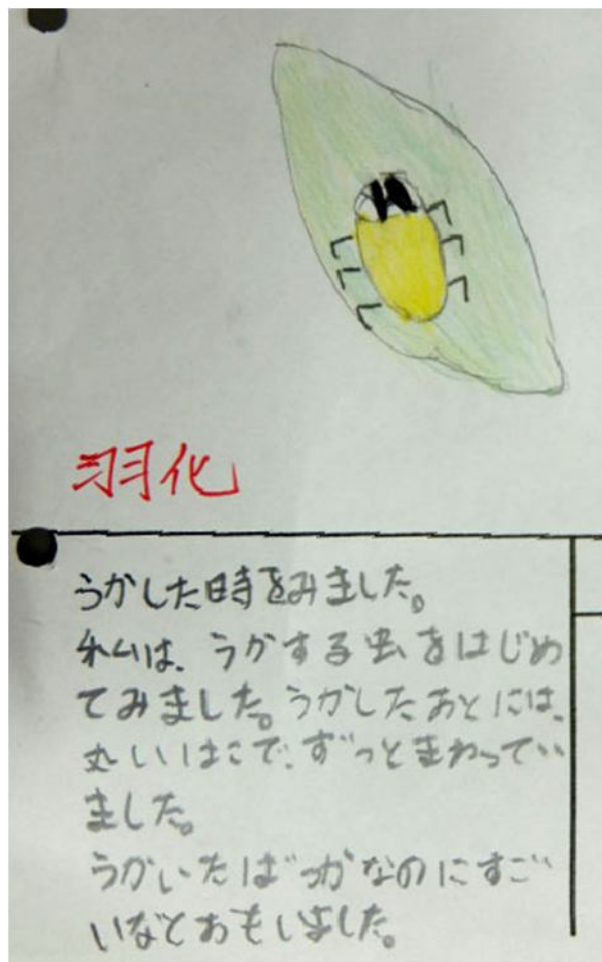 羽化
うかした時をみました。
私は、うかする虫をはじめ
てみました。うかしたあとには、
丸いはこで、ずっとまわってい
ました。
うかいたばっかなのにすご
いなとおもいました。